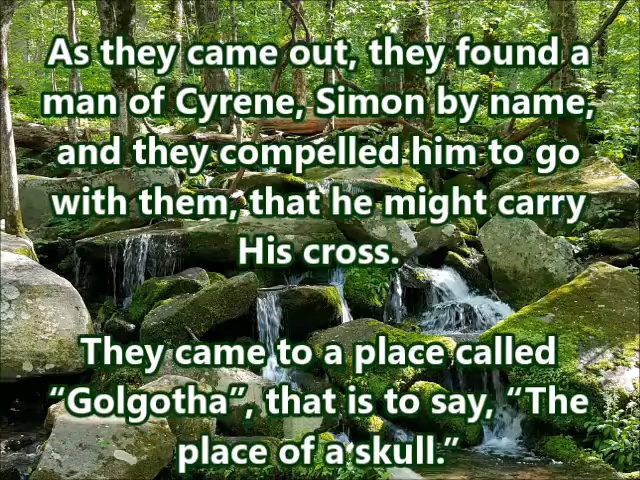 As they came out, they found a
man of Cyrene, Simon by name,
and they compelled him to go
with them, that he might carry
His cross.
They came to a place called
“Golgotha”, that is to say, “The
place of a skull.”